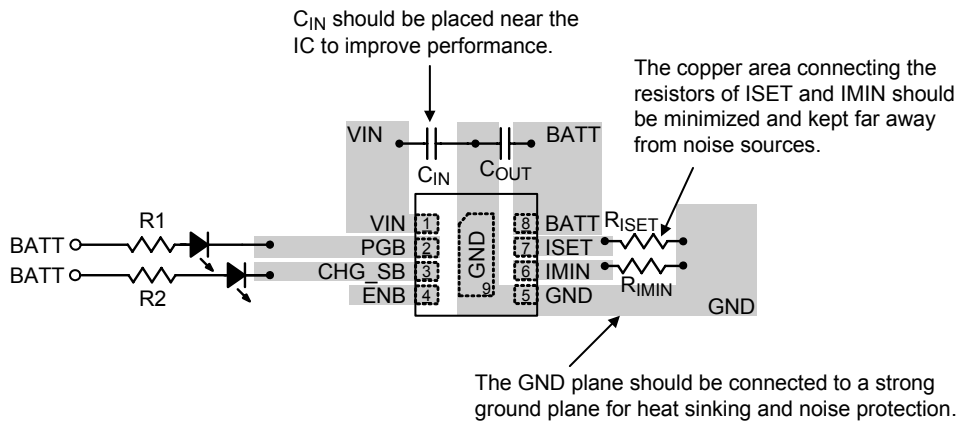 C_IN should be placed near the
IC to improve performance.
The copper area connecting the
resistors of ISET and IMIN should
be minimized and kept far away
from noise sources.
VIN
BATT
C_IN
C_OUT
R1
BATT
BATT
R2
VIN 1
PGB 2
CHG_SB 3
ENB 4
GND
9
8 BATT
7 ISET
6 IMIN
5 GND
R_ISET
R_IMIN
GND
The GND plane should be connected to a strong
ground plane for heat sinking and noise protection.